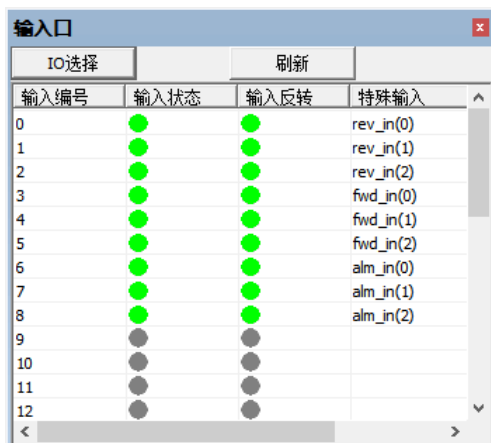 输入口
IO选择 刷新
输入编号 输入状态 输入反转 特殊输入
0 rev_in(0)
1 rev_in(1)
2 rev_in(2)
3 fwd_in(0)
4 fwd_in(1)
5 fwd_in(2)
6 alm_in(0)
7 alm_in(1)
8 alm_in(2)
9
10
11
12